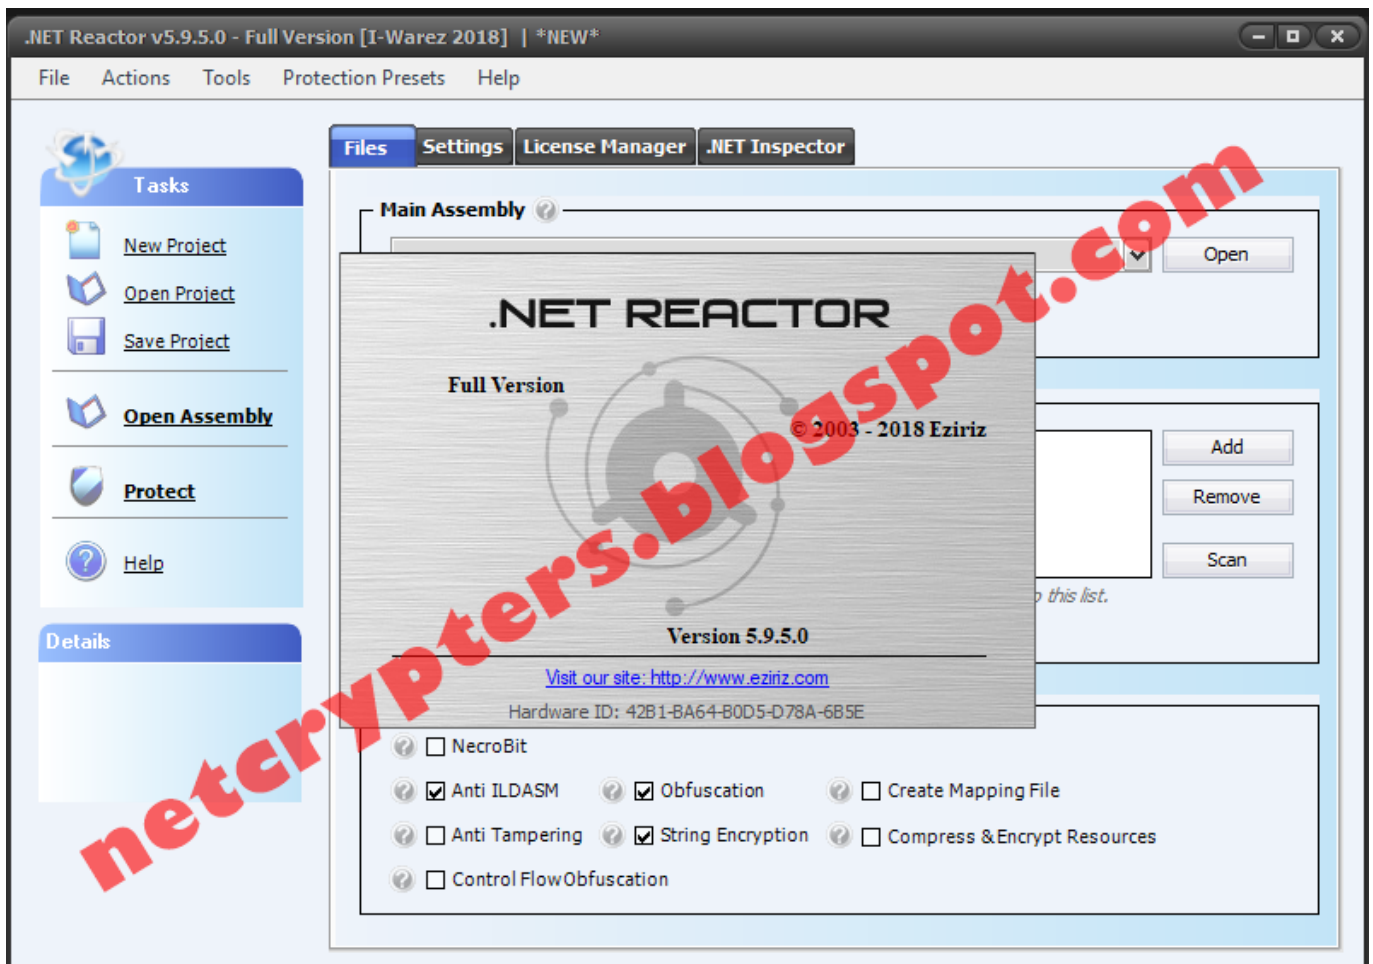 .NET Reactor v5.9.5.0 - Full Version [I-Warez 2018] | *NEW*
File Actions Tools Protection Presets Help
Files Settings License Manager .NET Inspector
Tasks
New Project
Open Project
Save Project
Open Assembly
Protect
Help
Details
Main Assembly
Open
.NET REACTOR
Full Version
© 2003 - 2018 Eziriz
Version 5.9.5.0
Visit our site: http://www.eziriz.com
Hardware ID: 42B1-BA64-B0D5-D78A-6B5E
Add
Remove
Scan
this list.
NecroBit
Anti ILDASM Obfuscation Create Mapping File
Anti Tampering String Encryption Compress & Encrypt Resources
Control Flow Obfuscation
netcrypters.blogspot.com